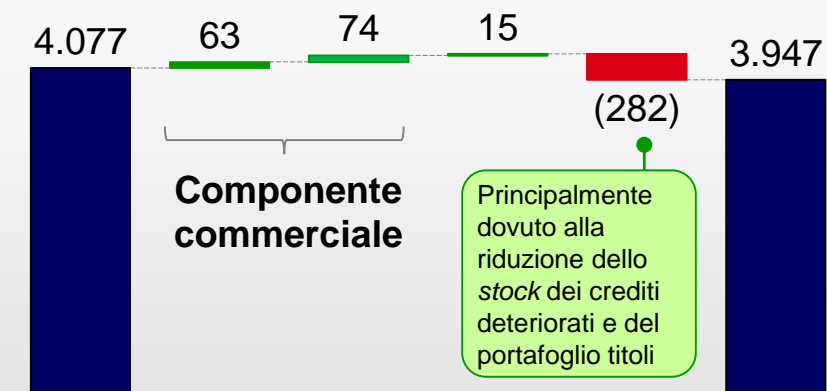 4.077
63
74
15
(282)
3.947
Componente
commerciale
Principalmente
dovuto alla
riduzione dello
stock dei crediti
deteriorati e del
portafoglio titoli